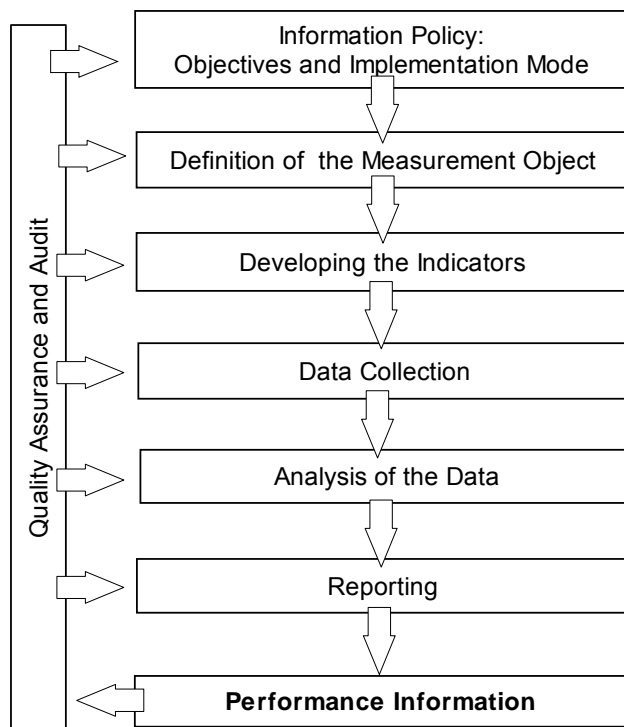 Information Policy:
Objectives and Implementation Mode
Definition of the Measurement Object
Developing the Indicators
Data Collection
Analysis of the Data
Reporting
Performance Information
Quality Assurance and Audit